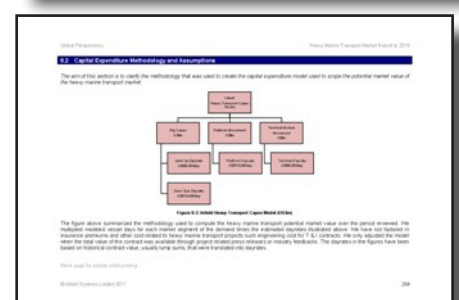 Global Perspectives
Heavy Marine Transport Market Report to 2015
8.2 Capital Expenditure Methodology and Assumptions
The aim of this section is to clarify the methodology that was used to create the capital expenditure model used to scope the potential market value of
the heavy marine transport market.
Infield
Heavy Transport Capex
Model
Rig Capex
US$m
Platform Movement
US$m
Terminal Module
Movement
US$m
Jack-Up Dayrate
Platform Dayrate
Terminal Dayrate
Semi-Sub Dayrate
Figure 8.2: Infield Heavy Transport Capex Model (US$m)
The figure above summarized the methodology used to compute the heavy marine transport potential market value over the period reviewed. We
multiplied modeled vessel days for each market segment of the demand times the estimated dayrates illustrated above. We have not factored in
insurance premiums and other cost related to heavy marine transport projects such engineering cost for T & I contracts. We only adjusted the model
when the total value of the contract was available through project related press releases or industry feedbacks. The dayrates in the figures have been
based on historical contract value, usually lump sums, that were translated into dayrates.
Blank page for double sided printing
© Infield Systems Limited 2011
204